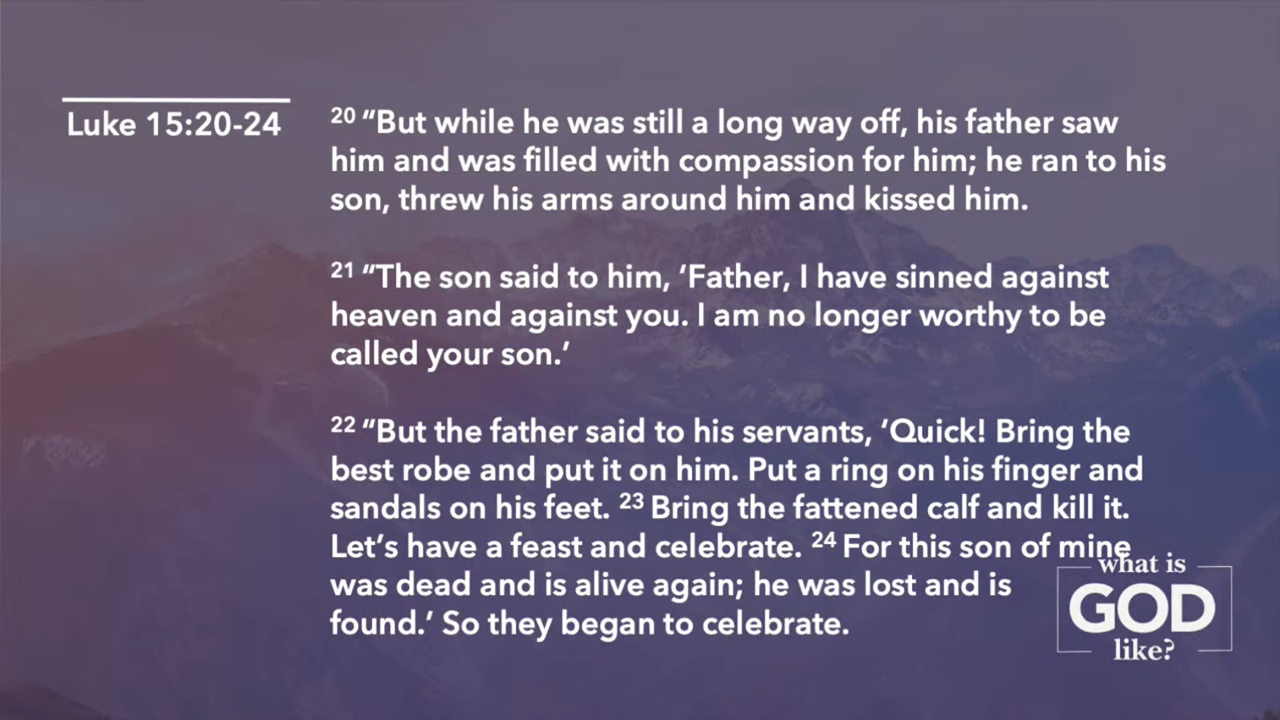 Luke 15:20-24
20 “But while he was still a long way off, his father saw
him and was filled with compassion for him; he ran to his
son, threw his arms around him and kissed him.
21 “The son said to him, ‘Father, I have sinned against
heaven and against you. I am no longer worthy to be
called your son.’
22 “But the father said to his servants, ‘Quick! Bring the
best robe and put it on him. Put a ring on his finger and
sandals on his feet. 23 Bring the fattened calf and kill it.
Let’s have a feast and celebrate. 24 For this son of mine
was dead and is alive again; he was lost and is
found.’ So they began to celebrate.
what is
GOD
like?